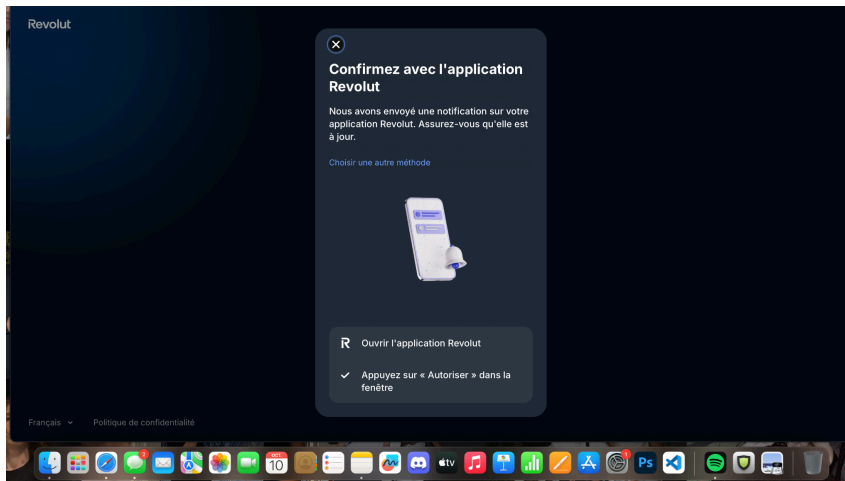 Revolut
Confirmez avec l'application
Revolut
Nous avons envoyé une notification sur votre
application Revolut. Assurez-vous qu'elle est
à jour.
Choisir une autre méthode
Ouvrir l'application Revolut
Appuyez sur « Autoriser » dans la
fenêtre
Français
Politique de confidentialité
2
OCT.
10
tv
1
Ps